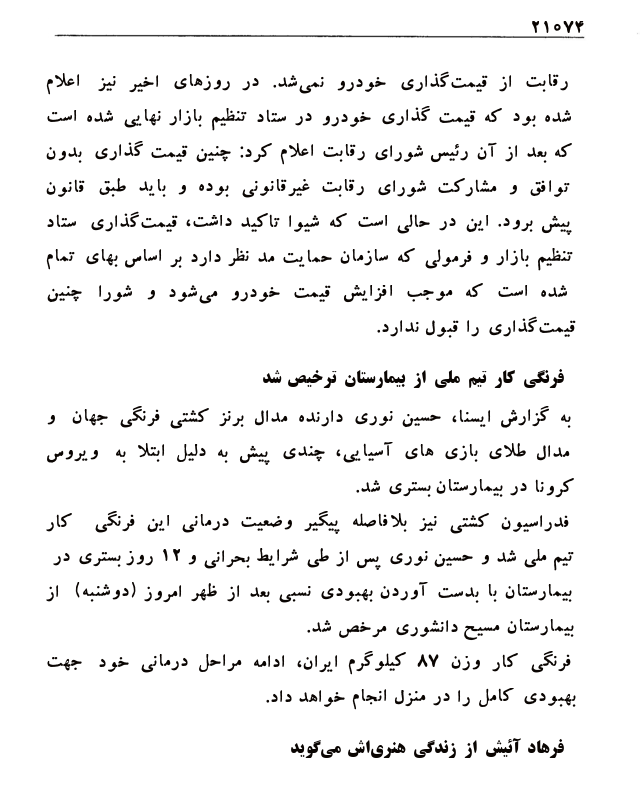 ۲۱۰۷۴
رقابت از قیمت‌گذاری خودرو نمی‌شد. در روزهای اخیر نیز اعلام
شده بود که قیمت گذاری خودرو در ستاد تنظیم بازار نهایی شده است
که بعد از آن رئیس شورای رقابت اعلام کرد: چنین قیمت گذاری بدون
توافق و مشارکت شورای رقابت غیرقانونی بوده و باید طبق قانون
پیش برود. این در حالی است که شیوا تاکید داشت، قیمت‌گذاری ستاد
تنظیم بازار و فرمولی که سازمان حمایت مد نظر دارد بر اساس بهای تمام
شده است که موجب افزایش قیمت خودرو می‌شود و شورا چنین
قیمت‌گذاری را قبول ندارد.
فرنگی کار تیم ملی از بیمارستان ترخیص شد
به گزارش ایسنا، حسین نوری دارنده مدال برنز کشتی فرنگی جهان و
مدال طلای بازی های آسیایی، چندی پیش به دلیل ابتلا به ویروس
کرونا در بیمارستان بستری شد.
فدراسیون کشتی نیز بلافاصله پیگیر وضعیت درمانی این فرنگی کار
تیم ملی شد و حسین نوری پس از طی شرایط بحرانی و ۱۲ روز بستری در
بیمارستان با بدست آوردن بهبودی نسبی بعد از ظهر امروز (دوشنبه) از
بیمارستان مسیح دانشوری مرخص شد.
فرنگی کار وزن ۸۷ کیلوگرم ایران، ادامه مراحل درمانی خود جهت
بهبودی کامل را در منزل انجام خواهد داد.
فرهاد آئیش از زندگی هنری‌اش می‌گوید